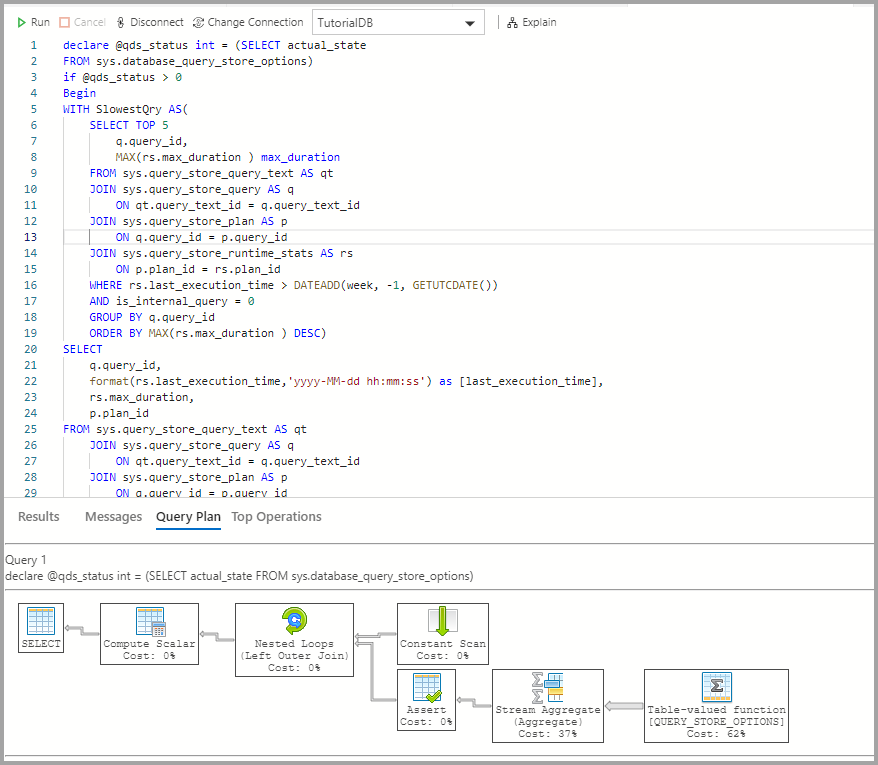 Run Cancel Disconnect Change Connection TutorialDB Explain
1 declare @qds_status int = (SELECT actual_state
2 FROM sys.database_query_store_options)
3 if @qds_status > 0
4 Begin
5 WITH SlowestQry AS(
6 SELECT TOP 5
7 q.query_id,
8 MAX(rs.max_duration ) max_duration
9 FROM sys.query_store_query_text AS qt
10 JOIN sys.query_store_query AS q
11 ON qt.query_text_id = q.query_text_id
12 JOIN sys.query_store_plan AS p
13 ON q.query_id = p.query_id
14 JOIN sys.query_store_runtime_stats AS rs
15 ON p.plan_id = rs.plan_id
16 WHERE rs.last_execution_time > DATEADD(week, -1, GETUTCDATE())
17 AND is_internal_query = 0
18 GROUP BY q.query_id
19 ORDER BY MAX(rs.max_duration ) DESC)
20 SELECT
21 q.query_id,
22 format(rs.last_execution_time,'yyyy-MM-dd hh:mm:ss') as [last_execution_time],
23 rs.max_duration,
24 p.plan_id
25 FROM sys.query_store_query_text AS qt
26 JOIN sys.query_store_query AS q
27 ON qt.query_text_id = q.query_text_id
28 JOIN sys.query_store_plan AS p
29 ON q.query_id = p.query_id
Results Messages Query Plan Top Operations
Query 1
declare @qds_status int = (SELECT actual_state FROM sys.database_query_store_options)
SELECT
Compute Scalar
Cost: 0%
Nested Loops
(Left Outer Join)
Cost: 0%
Constant Scan
Cost: 0%
Assert
Cost: 0%
Stream Aggregate
(Aggregate)
Cost: 37%
Table-valued function
[QUERY_STORE_OPTIONS]
Cost: 62%